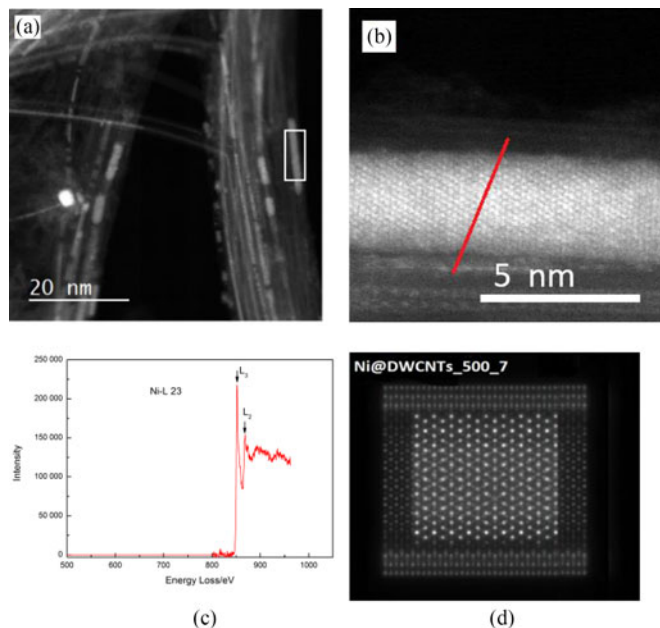 (a)
20 nm
(b)
5 nm
250 000
200 000
150 000
100 000
50 000
0
Intensity
Ni-L 23
L3
L2
500
600
700
800
900
1000
Energy Loss/eV
(c)
Ni@DWCNTs_500_7
(d)